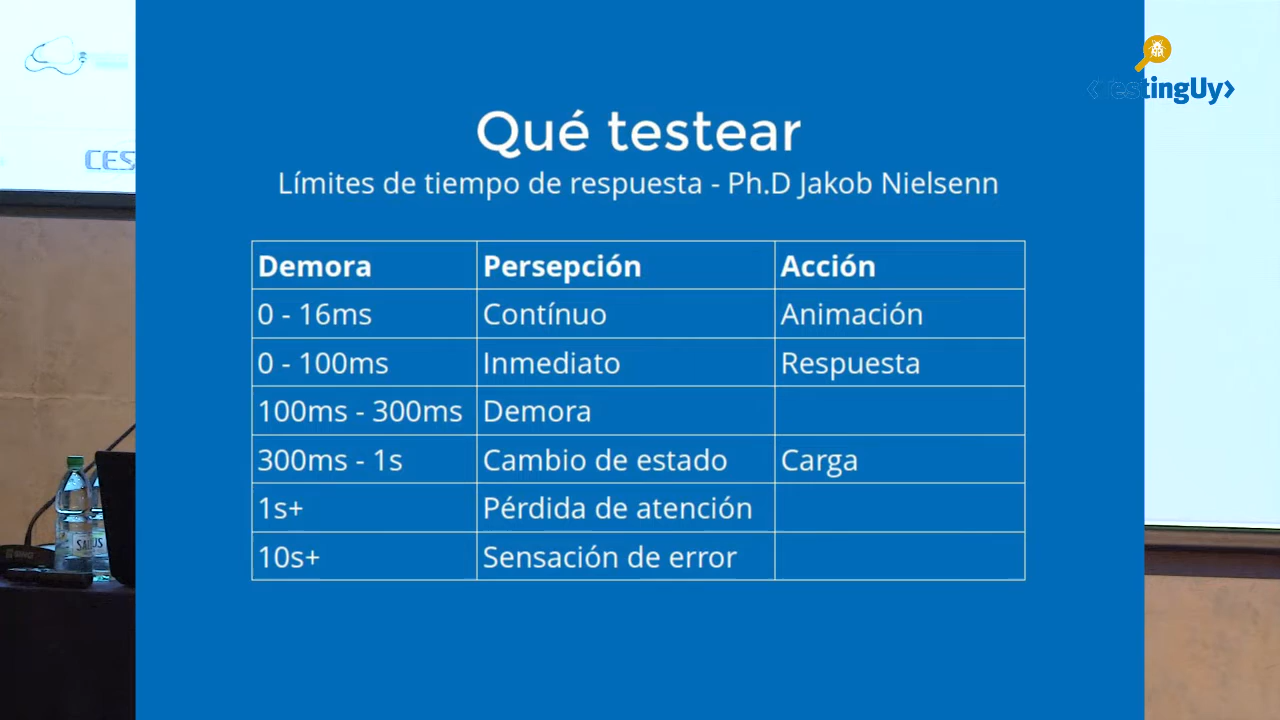 Qué testear
Límites de tiempo de respuesta - Ph.D Jakob Nielsenn
Demora Persepción Acción
0 - 16ms Contínuo Animación
0 - 100ms Inmediato Respuesta
100ms - 300ms Demora
300ms - 1s Cambio de estado Carga
1s+ Pérdida de atención
10s+ Sensación de error
<TestingUy>
CES